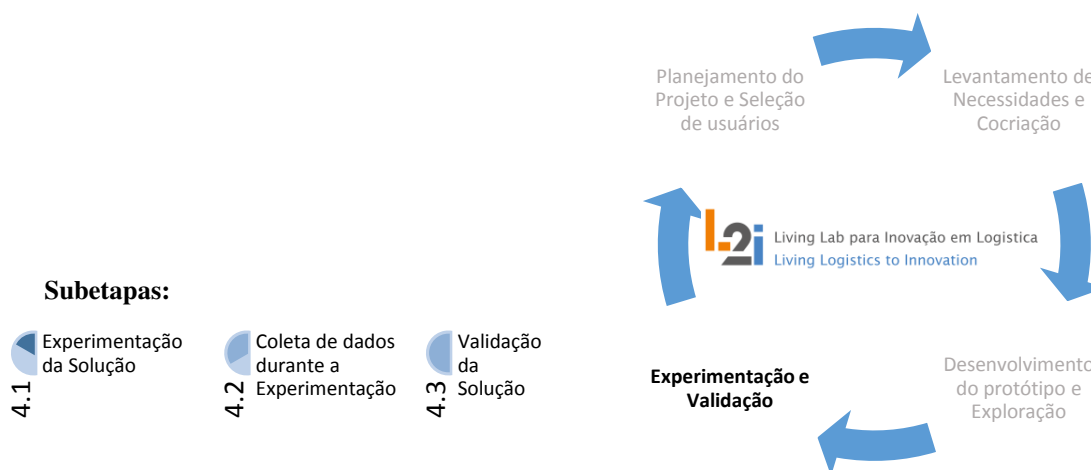 Planejamento do
Projeto e Seleção
de usuários
Levantamento de
Necessidades e
Cocriação
L2i
Living Lab para Inovação em Logistica
Living Logistics to Innovation
Subetapas:
4.1
Experimentação
da Solução
4.2
Coleta de dados
durante a
Experimentação
4.3
Validação
da
Solução
Experimentação e
Validação
Desenvolvimento
do protótipo e
Exploração